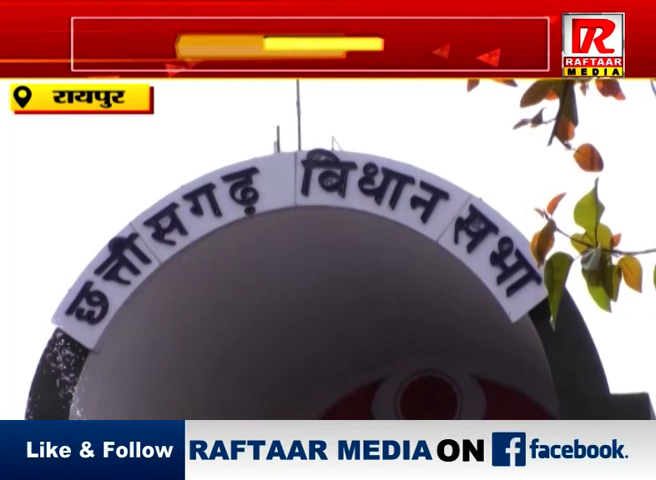 R
RAFTAAR
MEDIA
रायपुर
छत्तीसगढ़ विधान सभा
Like & Follow RAFTAAR MEDIA ON f facebook.